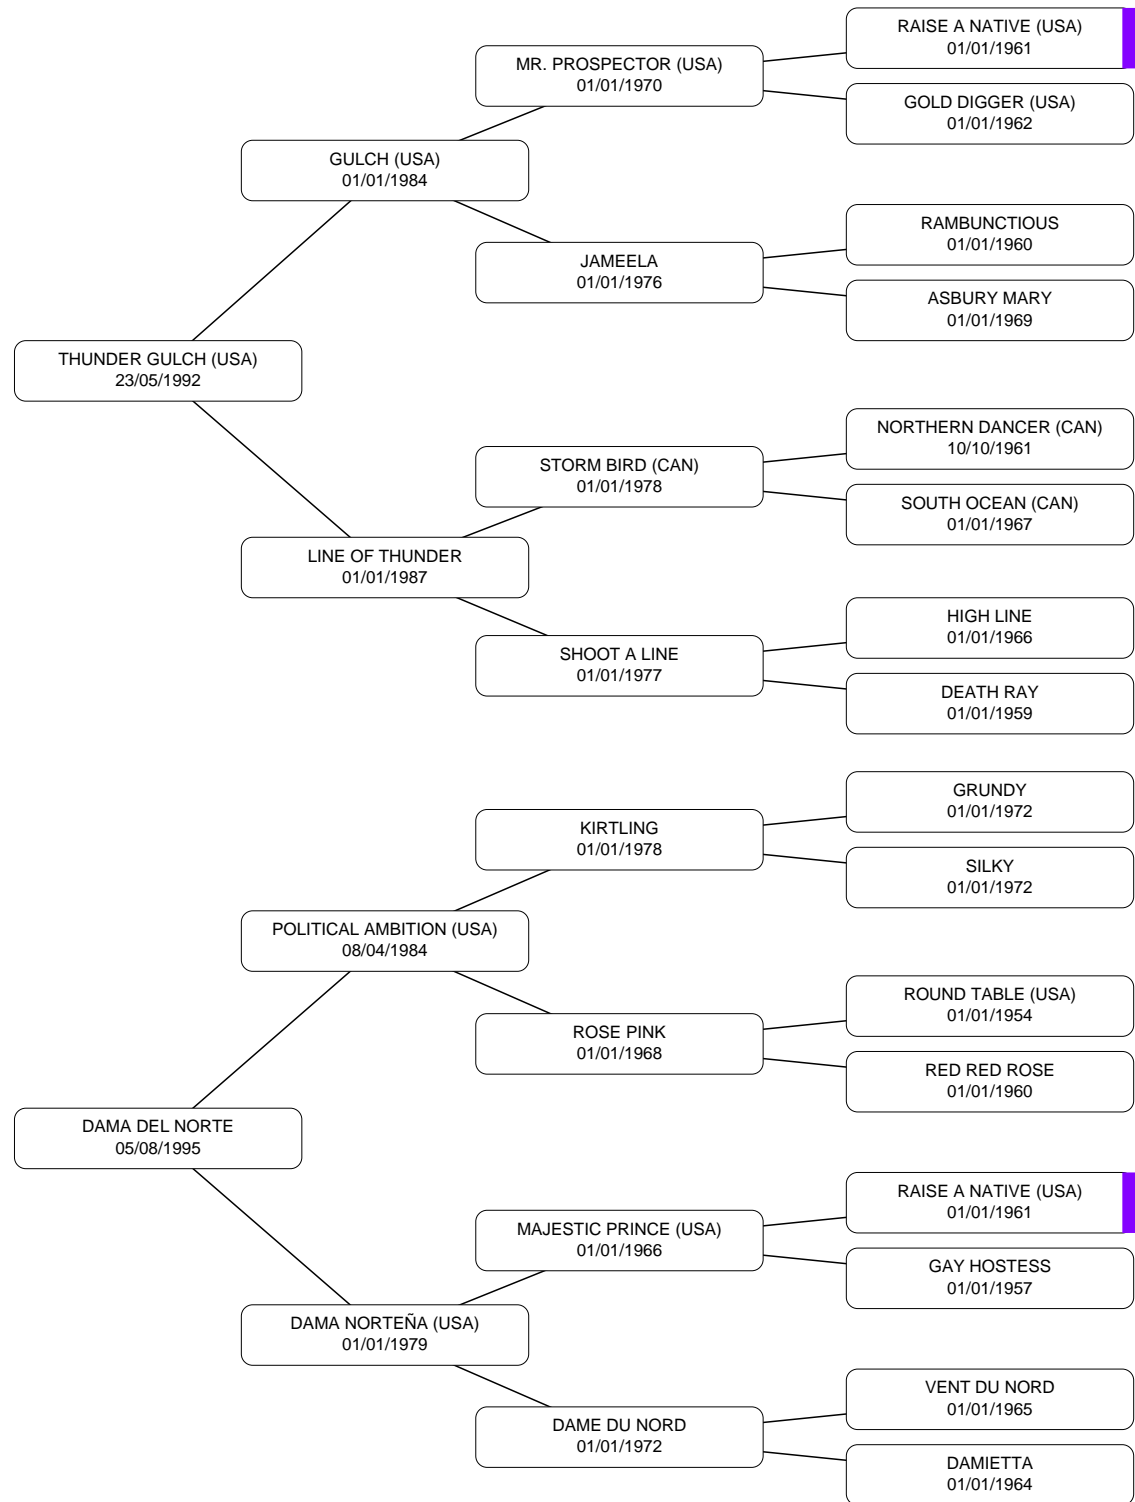 RAISE A NATIVE (USA)
01/01/1961
MR. PROSPECTOR (USA)
01/01/1970
GOLD DIGGER (USA)
01/01/1962
GULCH (USA)
01/01/1984
RAMBUNCTIOUS
01/01/1960
JAMEELA
01/01/1976
ASBURY MARY
01/01/1969
THUNDER GULCH (USA)
23/05/1992
NORTHERN DANCER (CAN)
10/10/1961
STORM BIRD (CAN)
01/01/1978
SOUTH OCEAN (CAN)
01/01/1967
LINE OF THUNDER
01/01/1987
HIGH LINE
01/01/1966
SHOOT A LINE
01/01/1977
DEATH RAY
01/01/1959
GRUNDY
01/01/1972
KIRTLING
01/01/1978
SILKY
01/01/1972
POLITICAL AMBITION (USA)
08/04/1984
ROUND TABLE (USA)
01/01/1954
ROSE PINK
01/01/1968
RED RED ROSE
01/01/1960
DAMA DEL NORTE
05/08/1995
RAISE A NATIVE (USA)
01/01/1961
MAJESTIC PRINCE (USA)
01/01/1966
GAY HOSTESS
01/01/1957
DAMA NORTEÑA (USA)
01/01/1979
VENT DU NORD
01/01/1965
DAME DU NORD
01/01/1972
DAMIETTA
01/01/1964